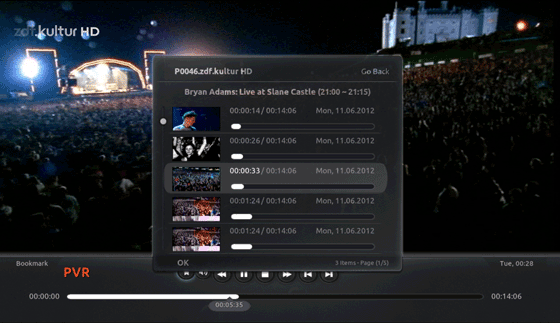 zdf.kultur HD
P0046.zdf.kultur HD Go Back
Bryan Adams: Live at Slane Castle (21:00 – 21:15)
00:00:14 / 00:14:06 Mon, 11.06.2012
00:00:26 / 00:14:06 Mon, 11.06.2012
00:00:33 / 00:14:06 Mon, 11.06.2012
00:01:24 / 00:14:06 Mon, 11.06.2012
00:01:24 / 00:14:06 Mon, 11.06.2012
OK 3 items - Page (1/5)
Bookmark Tue, 00:28
PVR
00:00:00 00:14:06
00:05:35